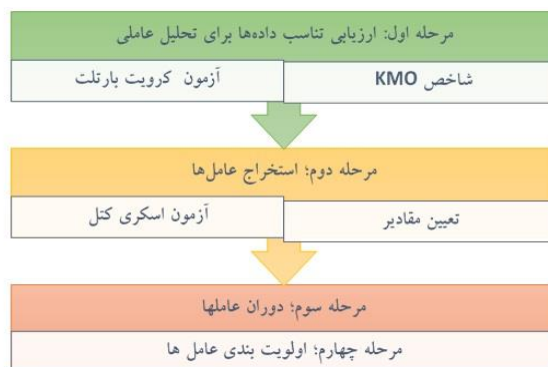 مرحله اول: ارزیابی تناسب داده‌ها برای تحلیل عاملی
شاخص KMO
آزمون کرویت بارتلت
مرحله دوم؛ استخراج عامل‌ها
تعیین مقادیر
آزمون اسکری کتل
مرحله سوم؛ دوران عاملها
مرحله چهارم؛ اولویت بندی عامل ها